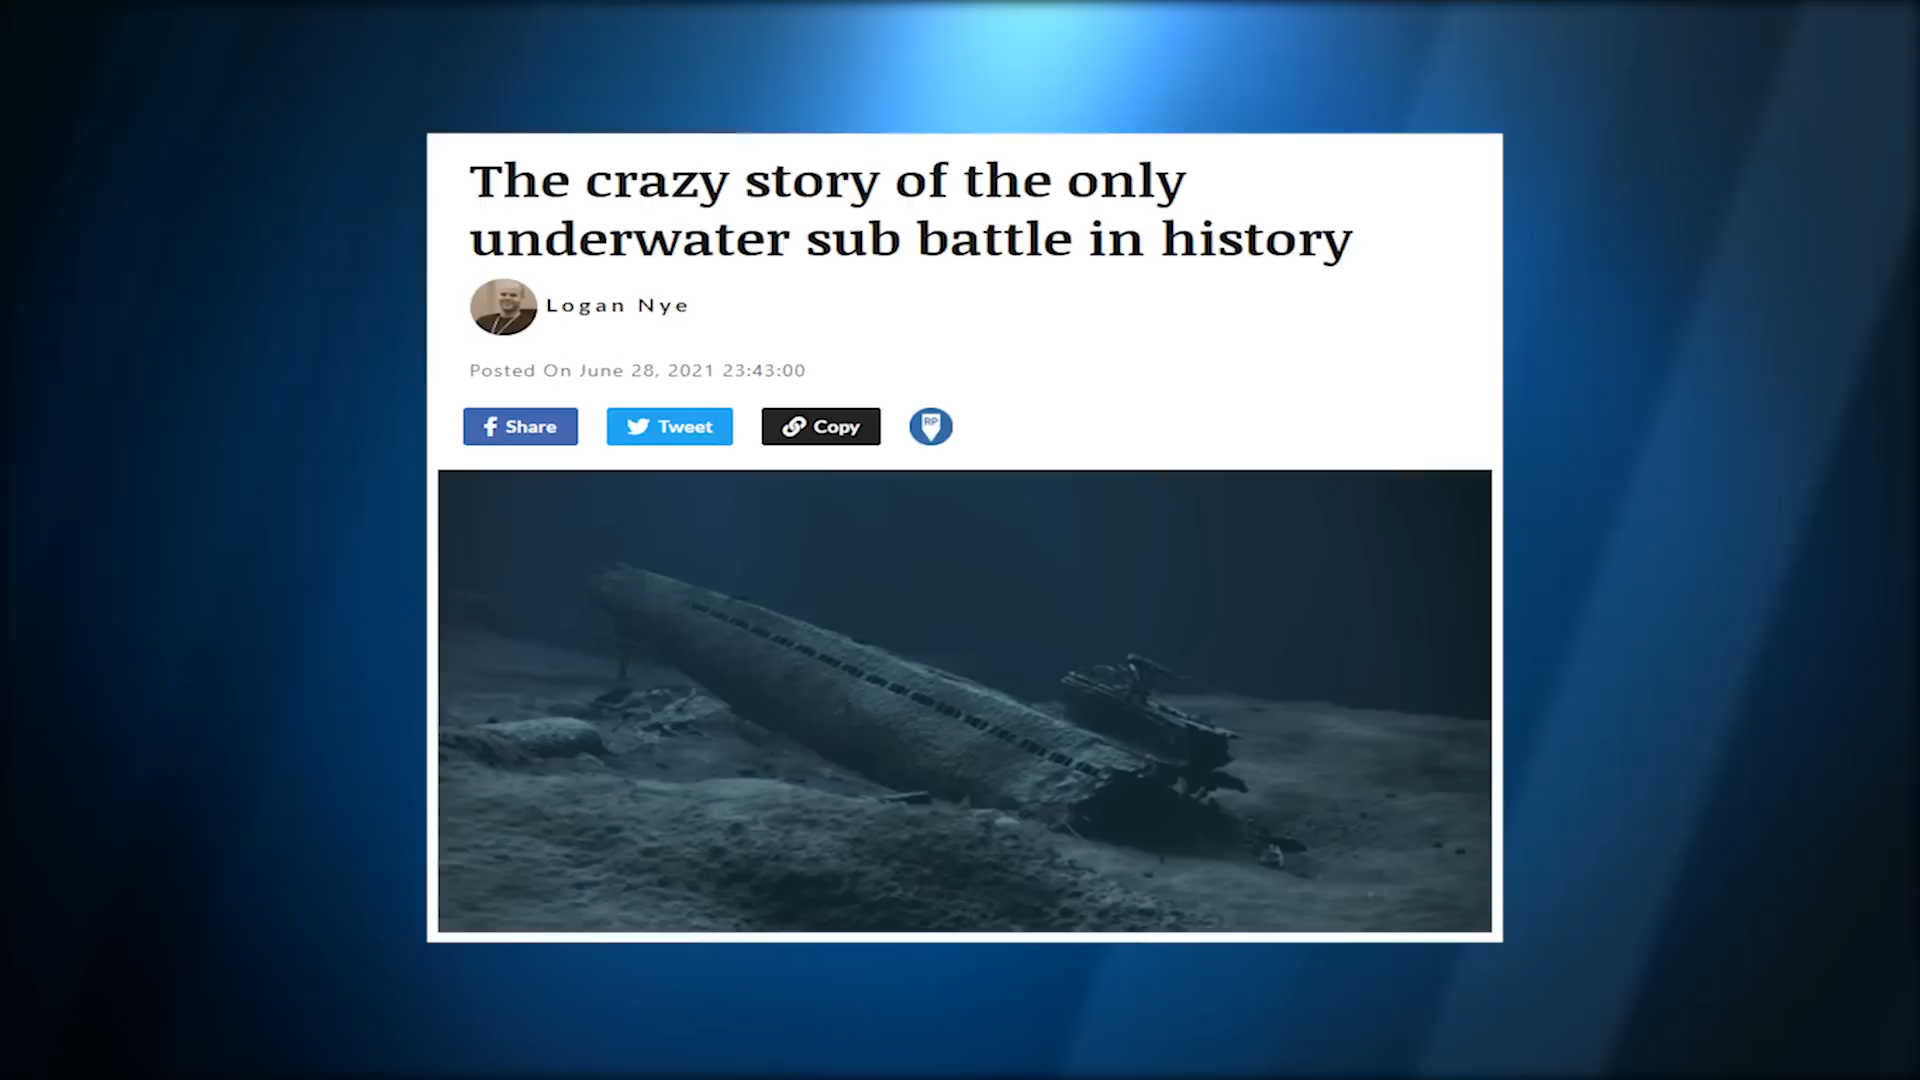 The crazy story of the only
underwater sub battle in history
Logan Nye
Posted On June 28, 2021 23:43:00
Share
Tweet
Copy
RP